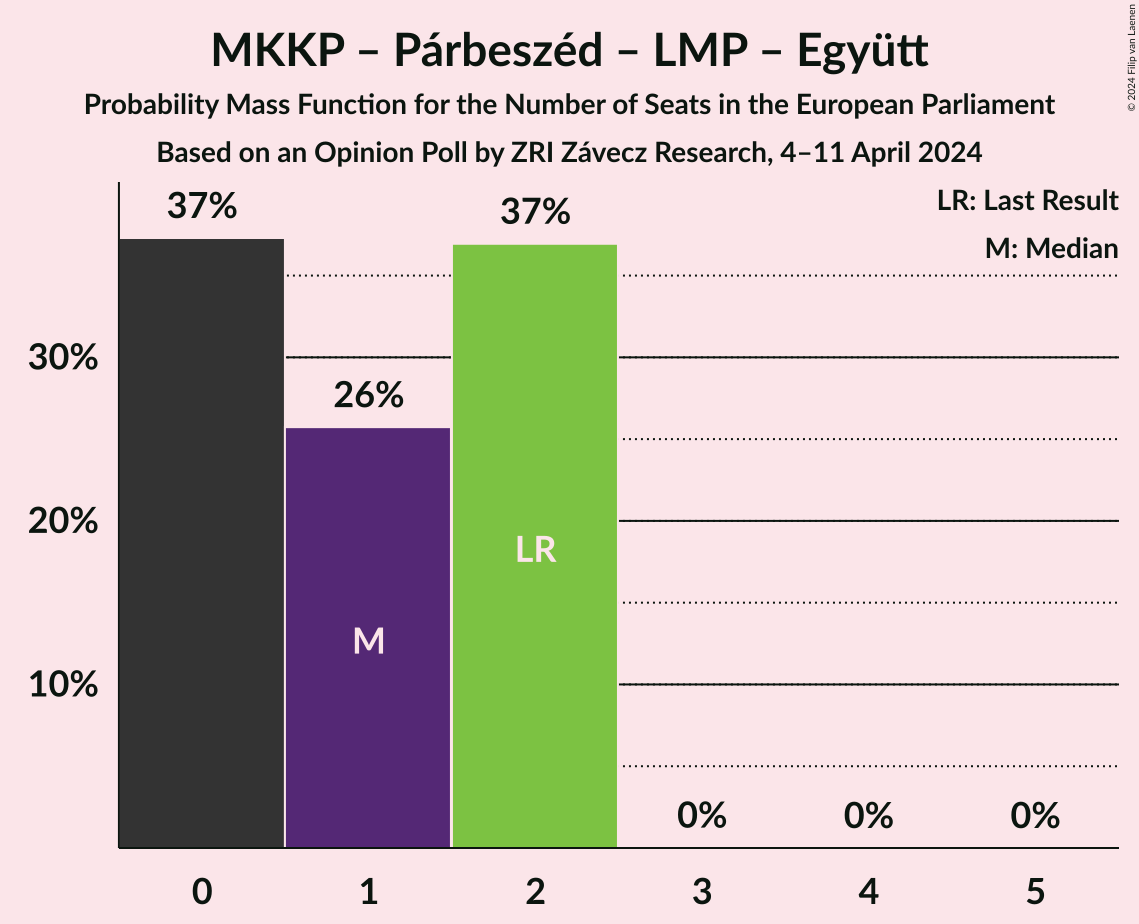 MKKP – Párbeszéd – LMP – Együtt
Probability Mass Function for the Number of Seats in the European Parliament
Based on an Opinion Poll by ZRI Závecz Research, 4–11 April 2024
© 2024 Filip van Laenen
LR: Last Result
M: Median
37%
37%
30%
26%
20%
LR
M
10%
0%
0%
0%
0
1
2
3
4
5